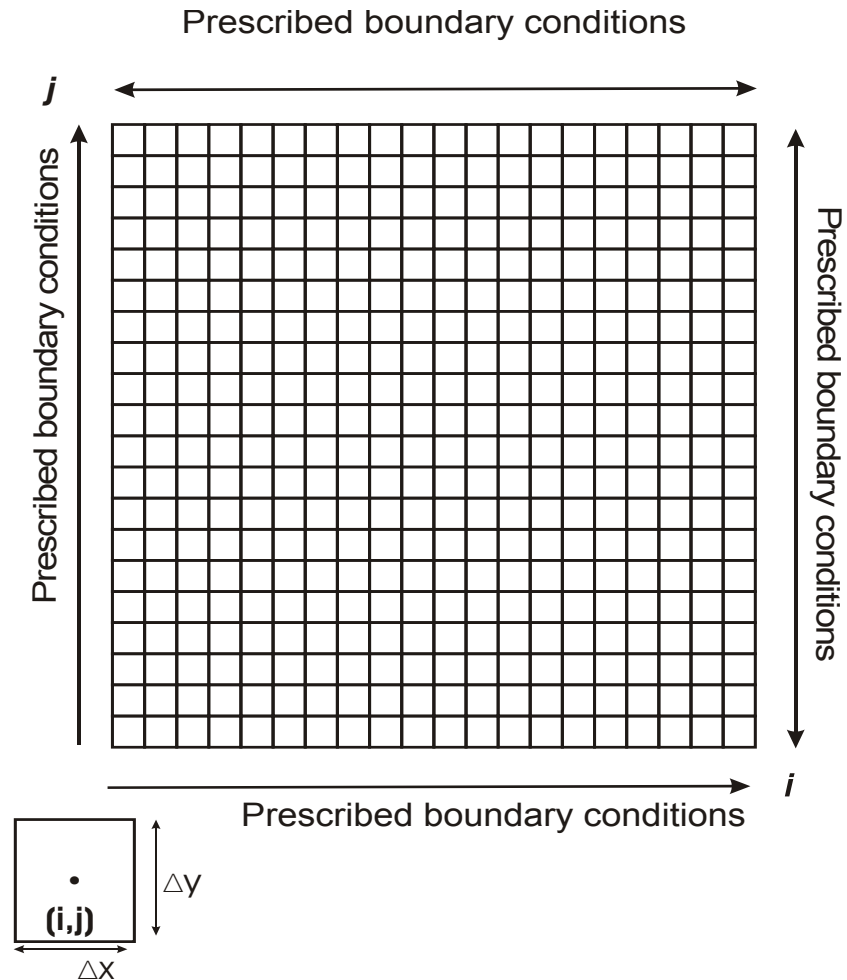 Prescribed boundary conditions
j
Prescribed boundary conditions
Prescribed boundary conditions
i
Prescribed boundary conditions
(i,j)
△y
△x